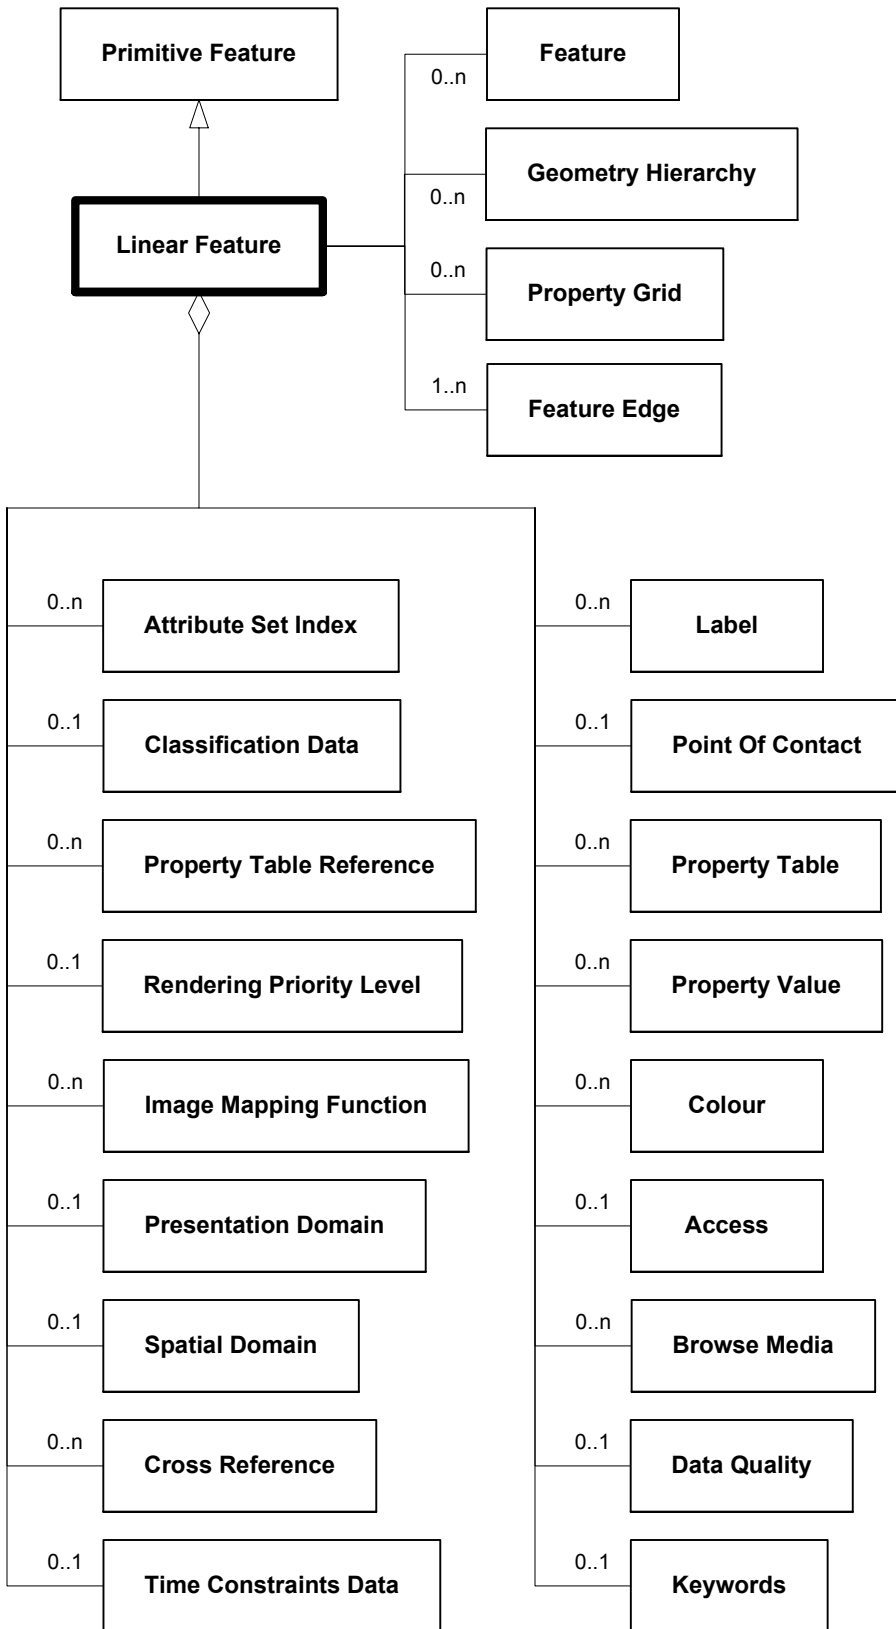 Primitive Feature
Feature
0..n
Geometry Hierarchy
0..n
Linear Feature
0..n
Property Grid
1..n
Feature Edge
0..n
Attribute Set Index
0..n
Label
0..1
Classification Data
0..1
Point Of Contact
0..n
Property Table Reference
0..n
Property Table
0..1
Rendering Priority Level
0..n
Property Value
0..n
Image Mapping Function
0..n
Colour
0..1
Presentation Domain
0..1
Access
0..1
Spatial Domain
0..n
Browse Media
0..n
Cross Reference
0..1
Data Quality
0..1
Time Constraints Data
0..1
Keywords